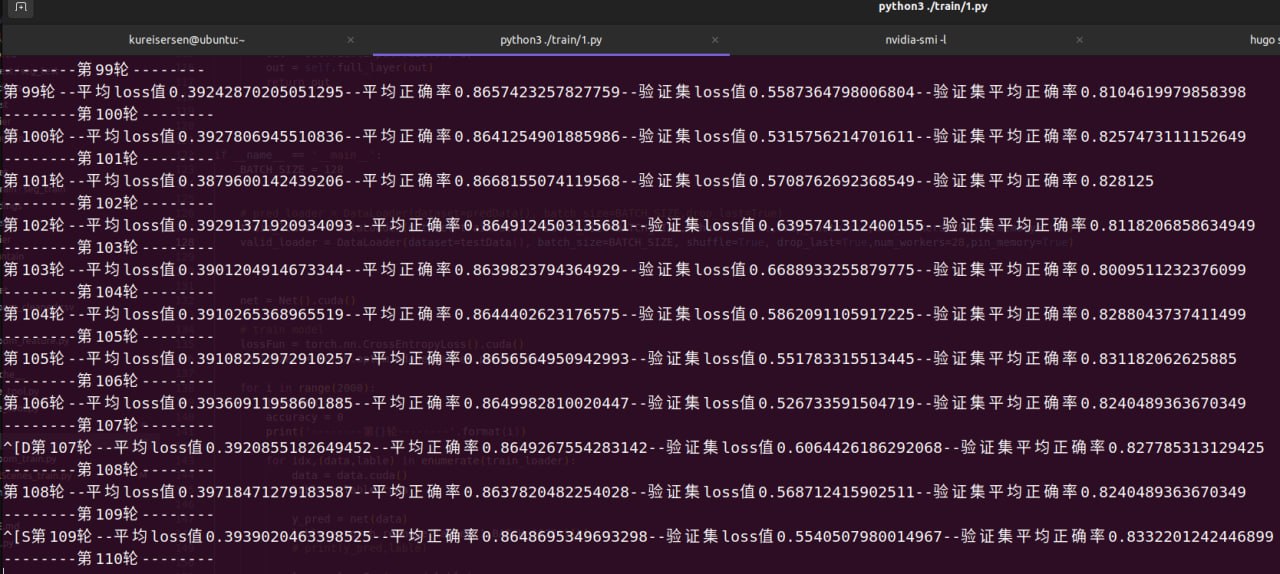 python3 ./train/1.py
kureisersen@ubuntu:~ × python3 ./train/1.py × nvidia-smi -l × hugo s
--------第99轮--------
第99轮--平均loss值0.39242870205051295--平均正确率0.8657423257827759--验证集loss值0.5587364798006804--验证集平均正确率0.8104619979858398
--------第100轮--------
第100轮--平均loss值0.39278069455108​36--平均正确率0.8641254901885986--验证集loss值0.5315756214701611--验证集平均正确率0.8257473111152649
--------第101轮--------
第101轮--平均loss值0.3879600142439206--平均正确率0.8668155074119568--验证集loss值0.5708762692368549--验证集平均正确率0.828125
--------第102轮--------
第102轮--平均loss值0.39291371920934093--平均正确率0.8649124503135681--验证集loss值0.6395741312400155--验证集平均正确率0.8118206858634949
--------第103轮--------
第103轮--平均loss值0.3901204914673344--平均正确率0.8639823794364929--验证集loss值0.6688933255879775--验证集平均正确率0.8009511232376099
--------第104轮--------
第104轮--平均loss值0.39102653689655​19--平均正确率0.8644402623176575--验证集loss值0.5862091105917225--验证集平均正确率0.8288043737411499
--------第105轮--------
第105轮--平均loss值0.39108252972910257--平均正确率0.8656564950942993--验证集loss值0.551783315513445--验证集平均正确率0.831182062625885
--------第106轮--------
第106轮--平均loss值0.39360911958601885--平均正确率0.8649982810020447--验证集loss值0.526733591504719--验证集平均正确率0.8240489363670349
--------第107轮--------
^[D第107轮--平均loss值0.3920855182649452--平均正确率0.8649267554283142--验证集loss值0.6064426186292068--验证集平均正确率0.827785313129425
--------第108轮--------
第108轮--平均loss值0.39718471279183587--平均正确率0.8637820482254028--验证集loss值0.568712415902511--验证集平均正确率0.8240489363670349
--------第109轮--------
^[S第109轮--平均loss值0.3939020463398525--平均正确率0.8648695349693298--验证集loss值0.5540507980014967--验证集平均正确率0.8332201242446899
--------第110轮--------